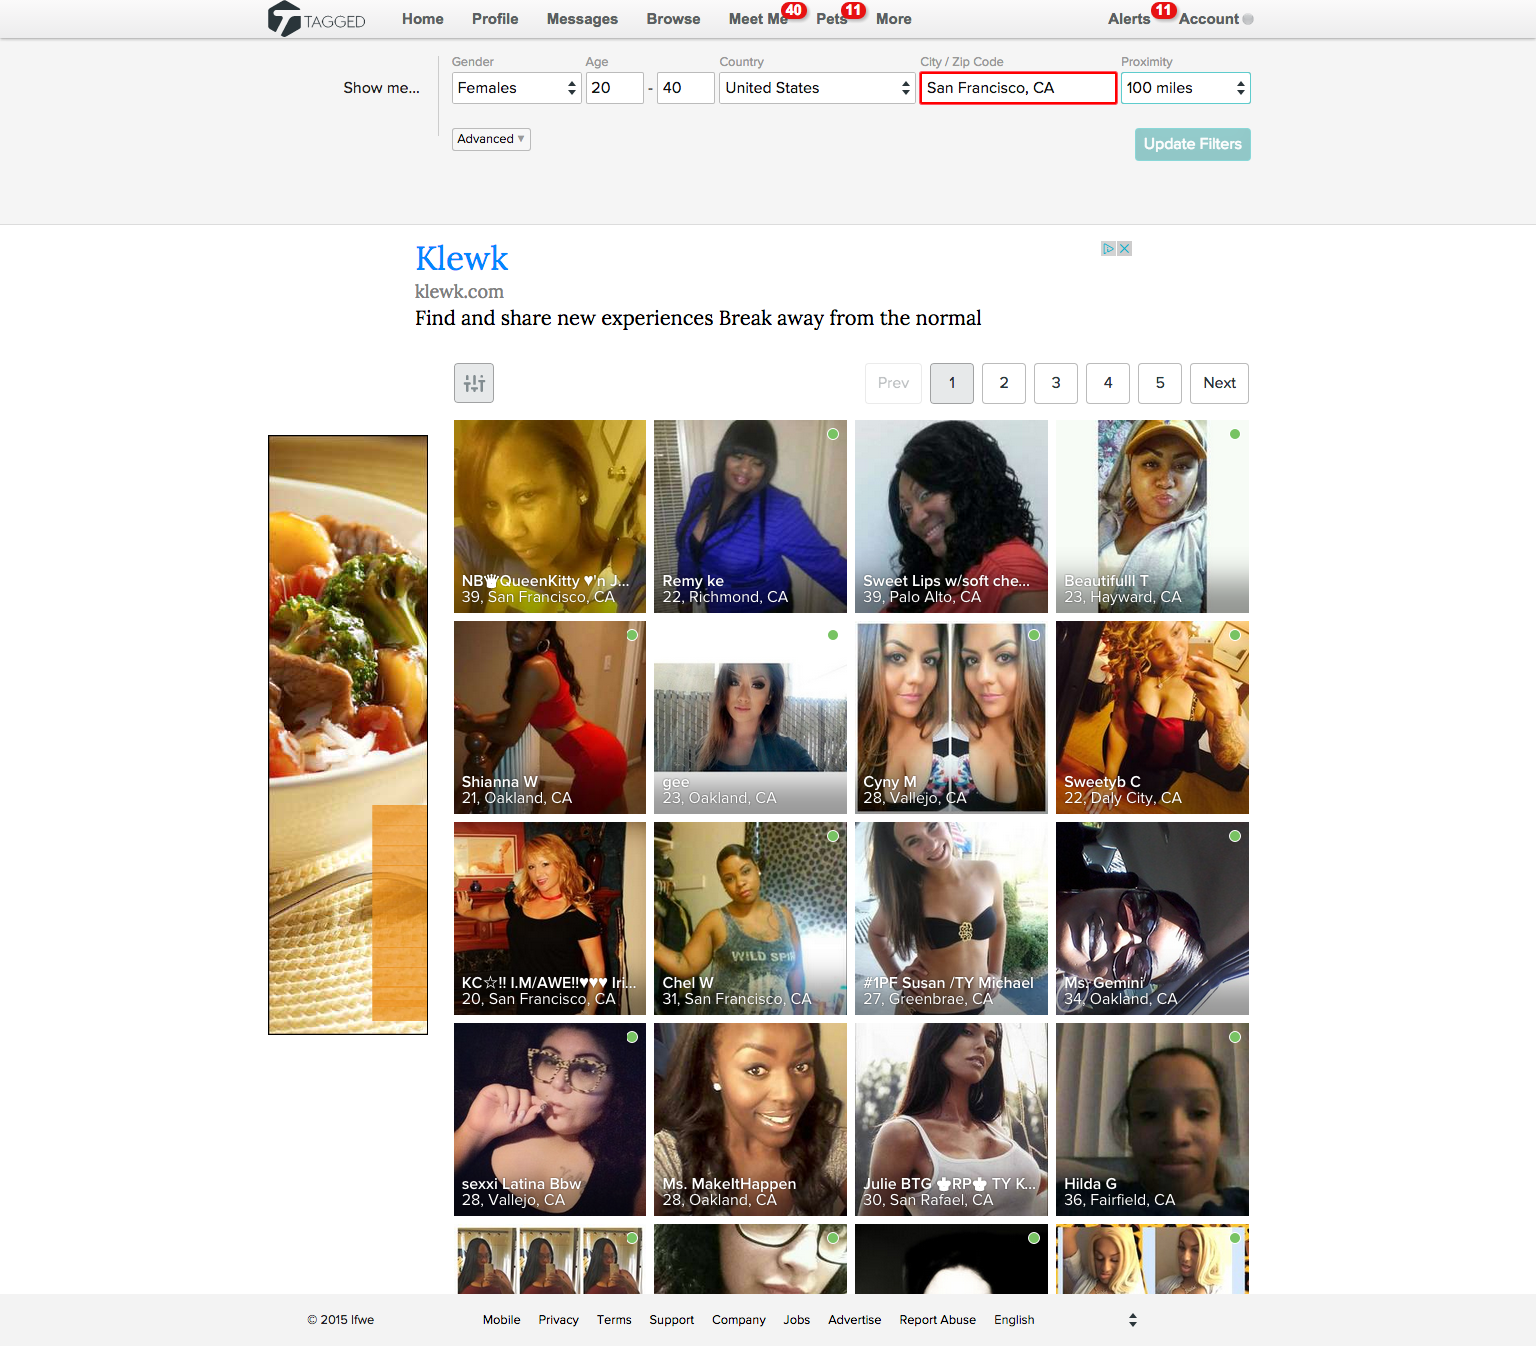 TAGGED Home Profile Messages Browse Meet Me 40 Pets 11 More Alerts 11 Account
Gender Age Country City / Zip Code Proximity
Show me... Females 20 - 40 United States San Francisco, CA 100 miles
Advanced ▼ Update Filters
Klewk
klewk.com
Find and share new experiences Break away from the normal
Prev 1 2 3 4 5 Next
NB♛QueenKitty ♥'n J...
39, San Francisco, CA
Remy ke
22, Richmond, CA
Sweet Lips w/soft che...
39, Palo Alto, CA
Beautifulll T
23, Hayward, CA
Shianna W
21, Oakland, CA
gee
23, Oakland, CA
Cyny M
28, Vallejo, CA
Sweetyb C
22, Daly City, CA
KC☆!! I.M/AWE!!♥♥♥ Iri...
20, San Francisco, CA
WILD SPI
Chel W
31, San Francisco, CA
#1PF Susan /TY Michael
27, Greenbrae, CA
Ms. Gemini
34, Oakland, CA
sexxi Latina Bbw
28, Vallejo, CA
Ms. MakeItHappen
28, Oakland, CA
Julie BTG ♚RP♚ TY K...
30, San Rafael, CA
Hilda G
36, Fairfield, CA
© 2015 Ifwe Mobile Privacy Terms Support Company Jobs Advertise Report Abuse English